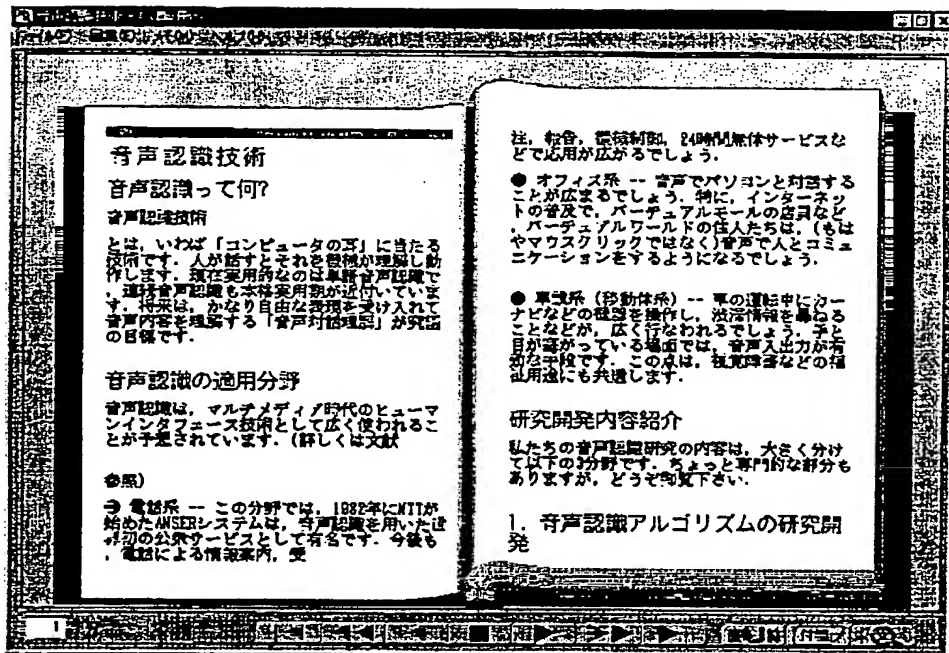 音声認識技術
音声認識って何?
音声認識技術
とは, いわば「コンピュータの耳」に当たる
技術です. 人が話すとそれを機械が理解し動
作します. 現在実用的なのは単語音声認識で
, 連続音声認識も本格実用期が近付いていま
す. 将来は, かなり自由な表現を受け入れて
音声内容を理解する「音声対話理解」が究極
の目標です.
音声認識の適用分野
音声認識は, マルチメディア時代のヒューマ
ンインタフェース技術として広く使われるこ
とが予想されています. (詳しくは文献
参照)
電話系 -- この分野では, 1982年にNTTが
始めたANSERシステムは, 音声認識を用いた
初の公衆サービスとして有名です. 今後も
, 電話による情報案内, 受
注, 報告, 機械制御, 24時間無休サービスな
どで応用が広がるでしょう.
● オフィス系 -- 音声でパソコンと対話する
ことが広まるでしょう. 特に, インターネッ
トの普及で, バーチュアルモールの店員など
, バーチュアルワールドの住人たちは, (もは
やマウスクリックではなく)音声で人とコミュ
ニケーションをするようになるでしょう.
● 車載系 (移動体系) -- 車の運転中にカー
ナビなどの機器を操作し, 渋滞情報を尋ねる
ことなどが, 広く行なわれるでしょう. 手と
目が塞がっている場面では, 音声入出力が有
効な手段です. この点は, 視覚障害などの福
祉用途にも共通します.
研究開発内容紹介
私たちの音声認識研究の内容は, 大きく分け
て以下の3分野です. ちょっと専門的な部分も
ありますが, どうぞ御覧下さい.
1. 音声認識アルゴリズムの研究開
発
1